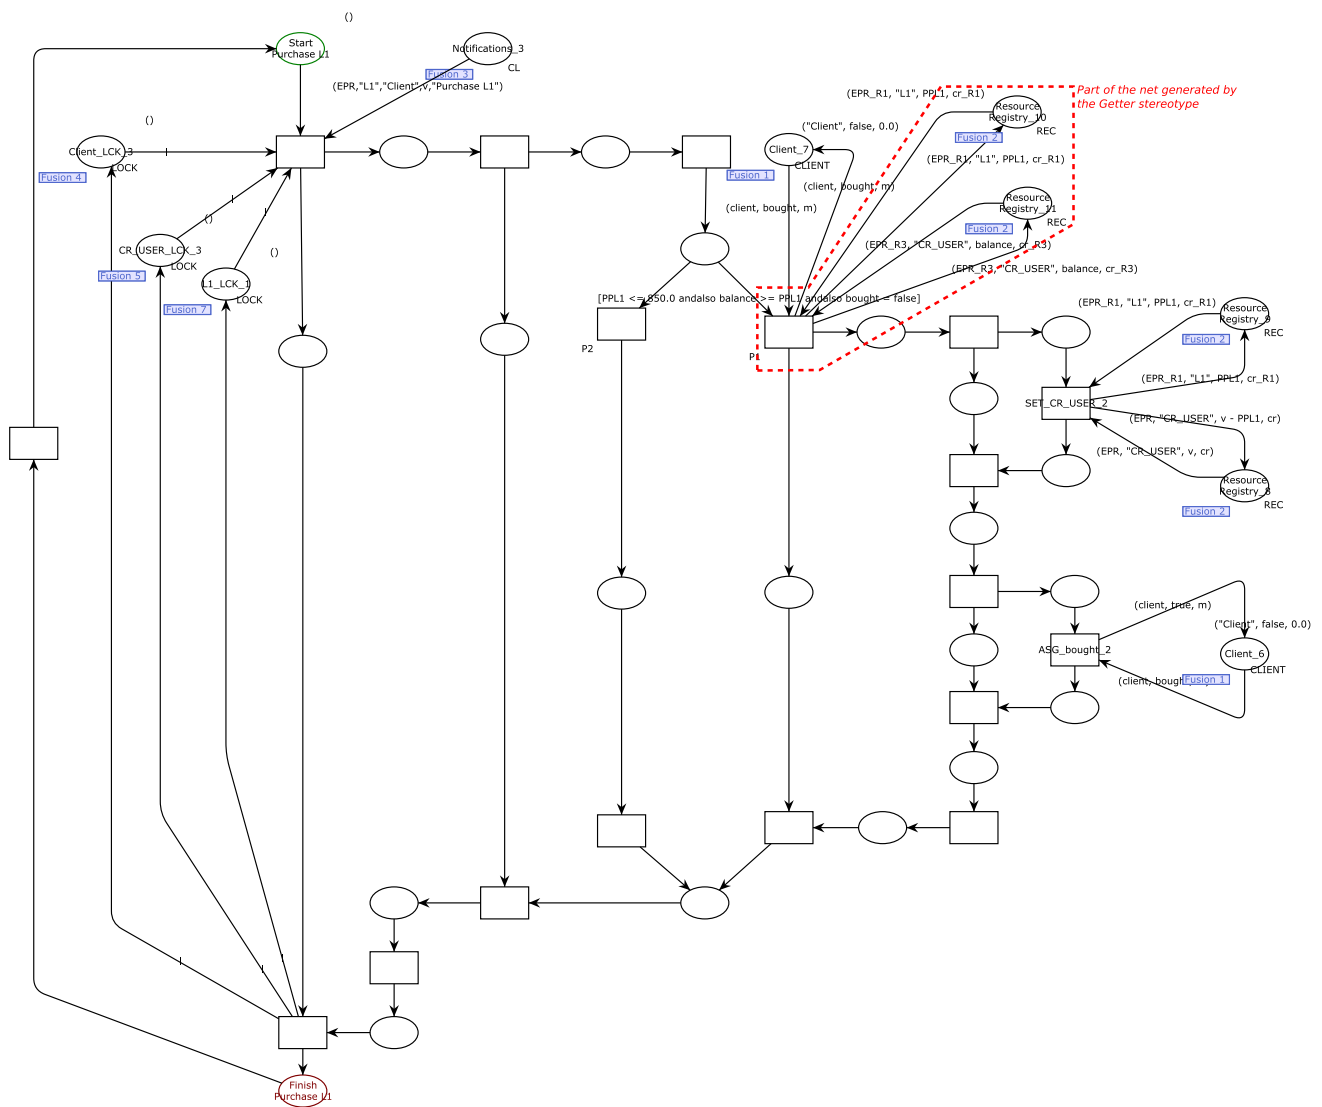 ()
Start
Purchase L1
Notifications_3
CL
Fusion 3
(EPR,"L1","Client",v,"Purchase L1")
Part of the net generated by
the Getter stereotype
(EPR_R1, "L1", PPL1, cr_R1)
Resource
Registry_10
REC
Fusion 2
()
Client_LCK_3
LOCK
Fusion 4
l
("Client", false, 0.0)
Client_7
CLIENT
Fusion 1
(EPR_R1, "L1", PPL1, cr_R1)
(client, bought, m)
(client, bought, m)
Resource
Registry_11
REC
Fusion 2
l
()
l
CR_USER_LCK_3
LOCK
Fusion 5
()
L1_LCK_1
LOCK
Fusion 7
(EPR_R3, "CR_USER", balance, cr_R3)
(EPR_R3, "CR_USER", balance, cr_R3)
[PPL1 <= 850.0 andalso balance >= PPL1 andalso bought = false]
P2
P1
(EPR_R1, "L1", PPL1, cr_R1)
Resource
Registry_9
REC
Fusion 2
(EPR_R1, "L1", PPL1, cr_R1)
SET_CR_USER_2
(EPR, "CR_USER", v - PPL1, cr)
(EPR, "CR_USER", v, cr)
Resource
Registry_8
REC
Fusion 2
(client, true, m)
("Client", false, 0.0)
ASG_bought_2
Client_6
CLIENT
(client, bough
Fusion 1
l
l
l
Finish
Purchase L1